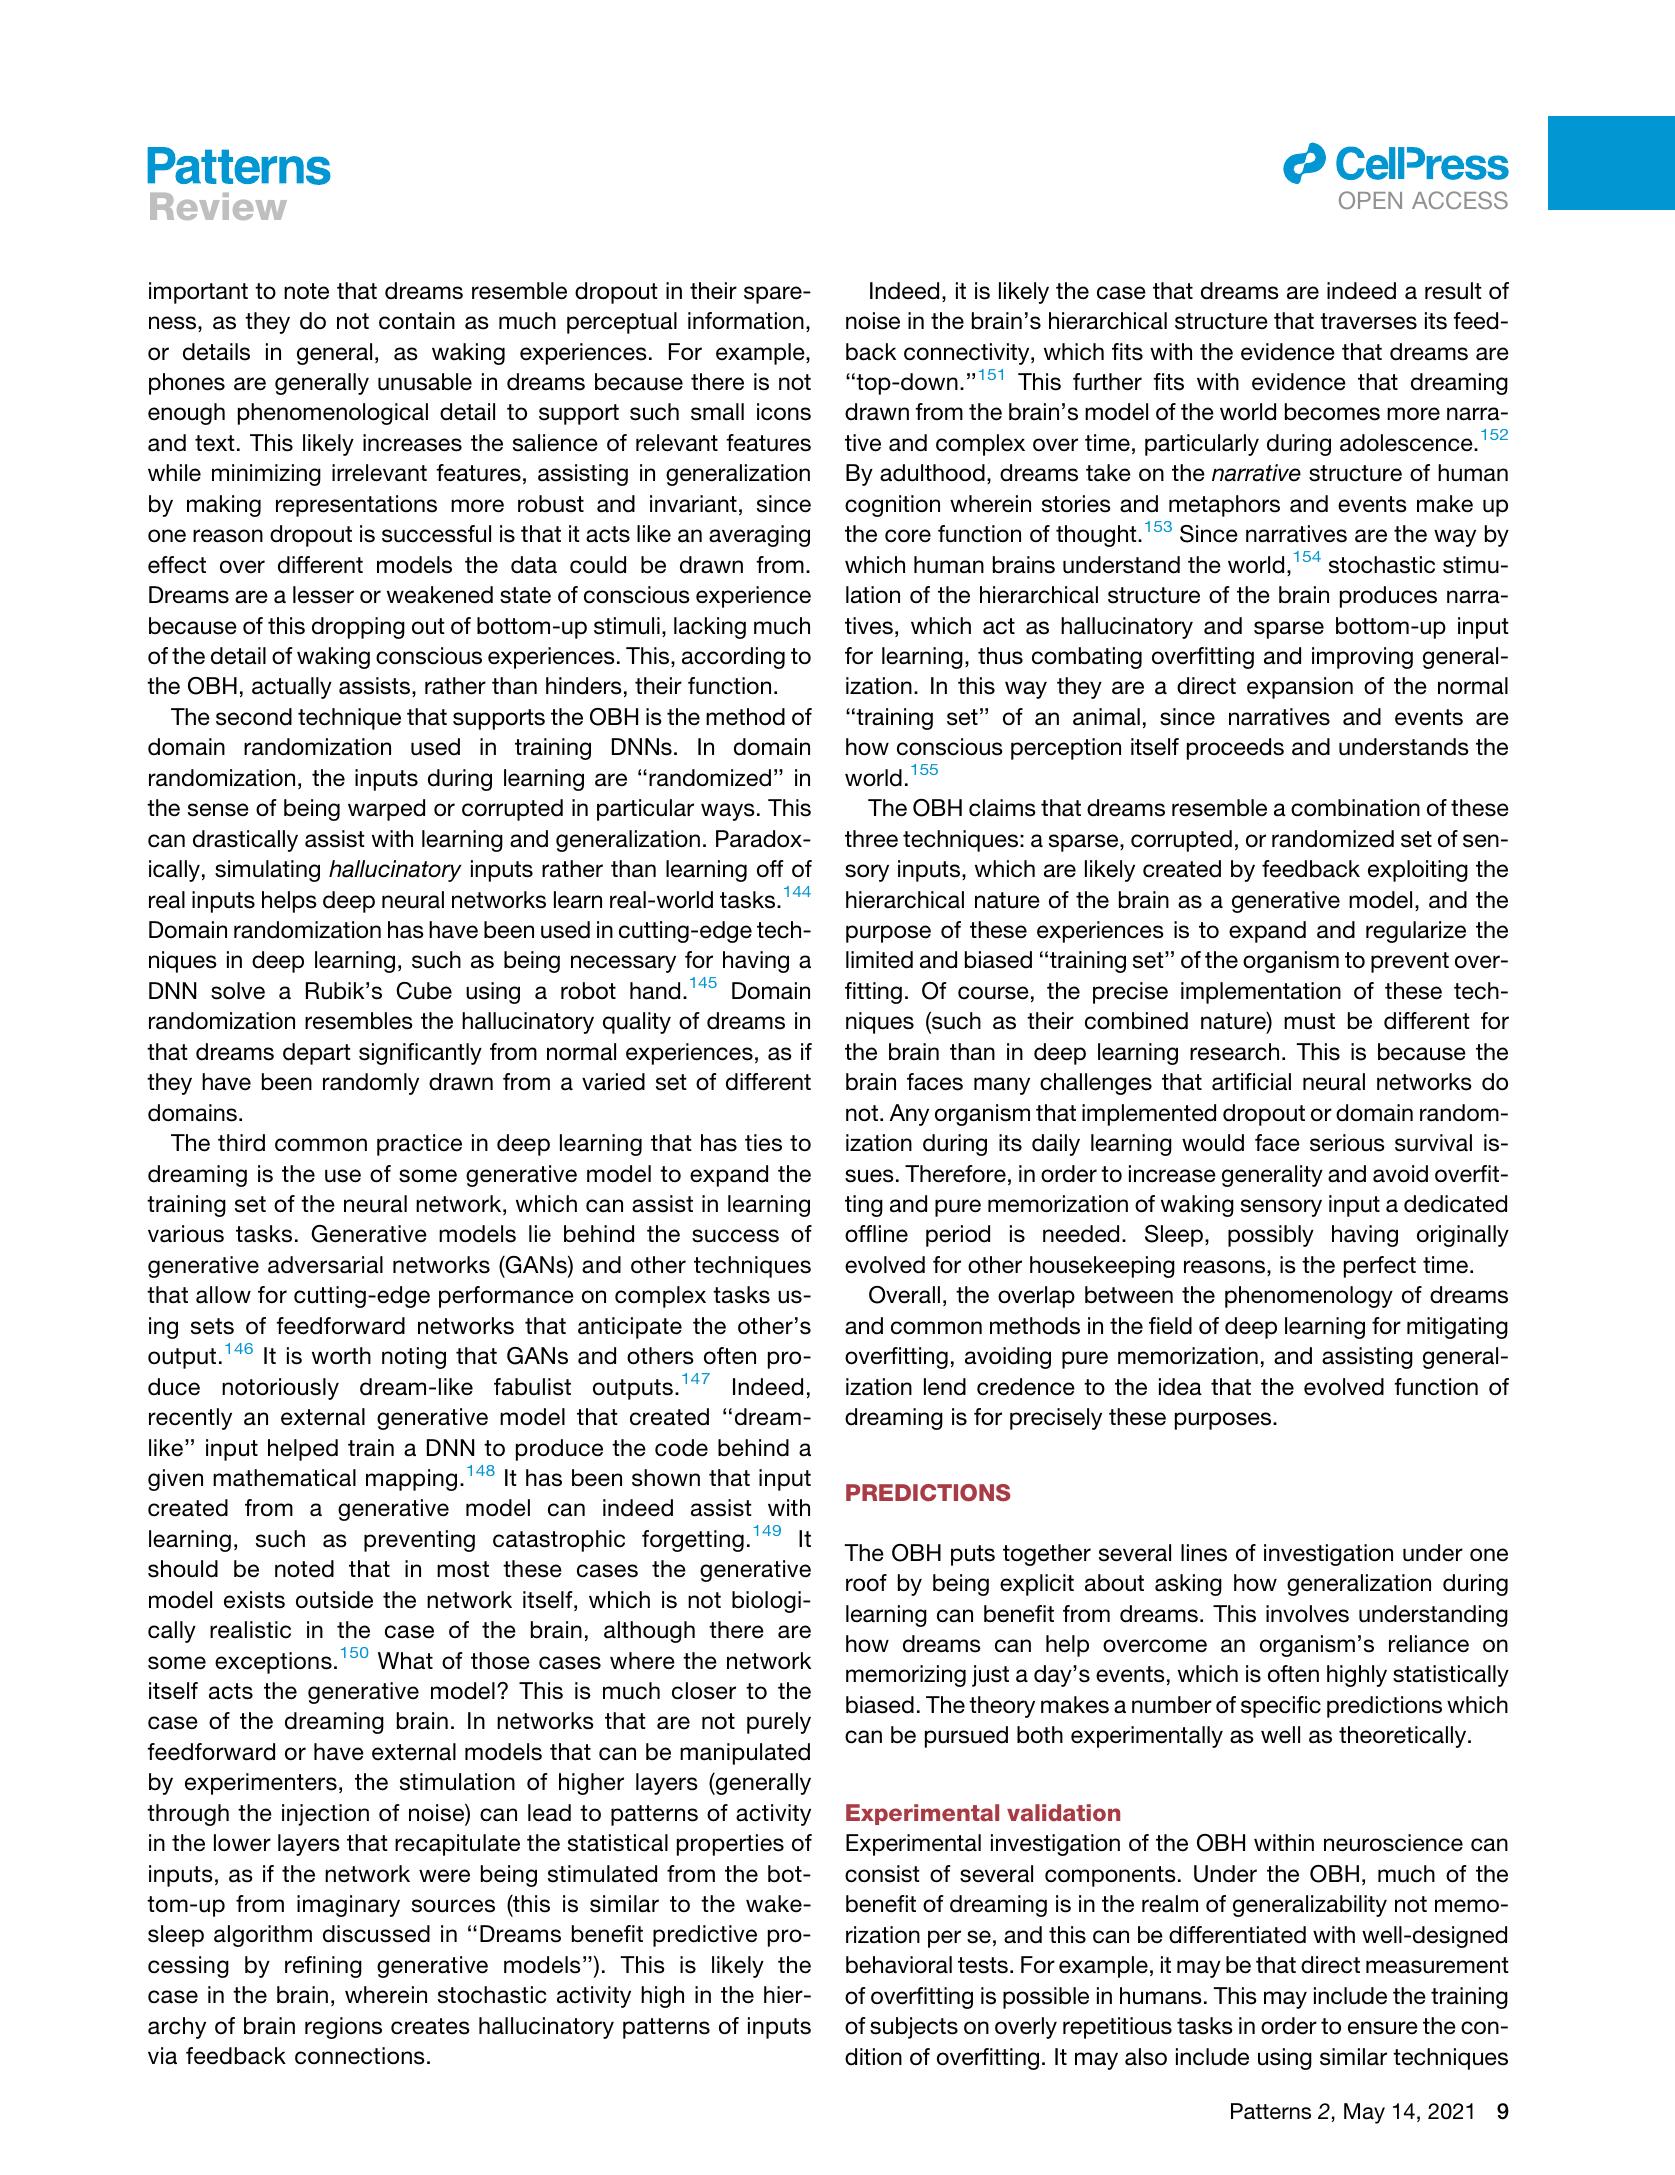 Patterns
Review
CellPress
OPEN ACCESS
important to note that dreams resemble dropout in their spare-
ness, as they do not contain as much perceptual information,
or details in general, as waking experiences. For example,
phones are generally unusable in dreams because there is not
enough phenomenological detail to support such small icons
and text. This likely increases the salience of relevant features
while minimizing irrelevant features, assisting in generalization
by making representations more robust and invariant, since
one reason dropout is successful is that it acts like an averaging
effect over different models the data could be drawn from.
Dreams are a lesser or weakened state of conscious experience
because of this dropping out of bottom-up stimuli, lacking much
of the detail of waking conscious experiences. This, according to
the OBH, actually assists, rather than hinders, their function.
The second technique that supports the OBH is the method of
domain randomization used in training DNNs. In domain
randomization, the inputs during learning are ‘‘randomized’’ in
the sense of being warped or corrupted in particular ways. This
can drastically assist with learning and generalization. Paradox-
ically, simulating hallucinatory inputs rather than learning off of
real inputs helps deep neural networks learn real-world tasks.144
Domain randomization has have been used in cutting-edge tech-
niques in deep learning, such as being necessary for having a
DNN solve a Rubik’s Cube using a robot hand.145 Domain
randomization resembles the hallucinatory quality of dreams in
that dreams depart significantly from normal experiences, as if
they have been randomly drawn from a varied set of different
domains.
The third common practice in deep learning that has ties to
dreaming is the use of some generative model to expand the
training set of the neural network, which can assist in learning
various tasks. Generative models lie behind the success of
generative adversarial networks (GANs) and other techniques
that allow for cutting-edge performance on complex tasks us-
ing sets of feedforward networks that anticipate the other’s
output.146 It is worth noting that GANs and others often pro-
duce notoriously dream-like fabulist outputs.147 Indeed,
recently an external generative model that created ‘‘dream-
like’’ input helped train a DNN to produce the code behind a
given mathematical mapping.148 It has been shown that input
created from a generative model can indeed assist with
learning, such as preventing catastrophic forgetting.149 It
should be noted that in most these cases the generative
model exists outside the network itself, which is not biologi-
cally realistic in the case of the brain, although there are
some exceptions.150 What of those cases where the network
itself acts the generative model? This is much closer to the
case of the dreaming brain. In networks that are not purely
feedforward or have external models that can be manipulated
by experimenters, the stimulation of higher layers (generally
through the injection of noise) can lead to patterns of activity
in the lower layers that recapitulate the statistical properties of
inputs, as if the network were being stimulated from the bot-
tom-up from imaginary sources (this is similar to the wake-
sleep algorithm discussed in ‘‘Dreams benefit predictive pro-
cessing by refining generative models’’). This is likely the
case in the brain, wherein stochastic activity high in the hier-
archy of brain regions creates hallucinatory patterns of inputs
via feedback connections.
Indeed, it is likely the case that dreams are indeed a result of
noise in the brain’s hierarchical structure that traverses its feed-
back connectivity, which fits with the evidence that dreams are
‘‘top-down.’’151 This further fits with evidence that dreaming
drawn from the brain’s model of the world becomes more narra-
tive and complex over time, particularly during adolescence.152
By adulthood, dreams take on the narrative structure of human
cognition wherein stories and metaphors and events make up
the core function of thought.153 Since narratives are the way by
which human brains understand the world,154 stochastic stimu-
lation of the hierarchical structure of the brain produces narra-
tives, which act as hallucinatory and sparse bottom-up input
for learning, thus combating overfitting and improving general-
ization. In this way they are a direct expansion of the normal
‘‘training set’’ of an animal, since narratives and events are
how conscious perception itself proceeds and understands the
world.155
The OBH claims that dreams resemble a combination of these
three techniques: a sparse, corrupted, or randomized set of sen-
sory inputs, which are likely created by feedback exploiting the
hierarchical nature of the brain as a generative model, and the
purpose of these experiences is to expand and regularize the
limited and biased ‘‘training set’’ of the organism to prevent over-
fitting. Of course, the precise implementation of these tech-
niques (such as their combined nature) must be different for
the brain than in deep learning research. This is because the
brain faces many challenges that artificial neural networks do
not. Any organism that implemented dropout or domain random-
ization during its daily learning would face serious survival is-
sues. Therefore, in order to increase generality and avoid overfit-
ting and pure memorization of waking sensory input a dedicated
offline period is needed. Sleep, possibly having originally
evolved for other housekeeping reasons, is the perfect time.
Overall, the overlap between the phenomenology of dreams
and common methods in the field of deep learning for mitigating
overfitting, avoiding pure memorization, and assisting general-
ization lend credence to the idea that the evolved function of
dreaming is for precisely these purposes.
PREDICTIONS
The OBH puts together several lines of investigation under one
roof by being explicit about asking how generalization during
learning can benefit from dreams. This involves understanding
how dreams can help overcome an organism’s reliance on
memorizing just a day’s events, which is often highly statistically
biased. The theory makes a number of specific predictions which
can be pursued both experimentally as well as theoretically.
Experimental validation
Experimental investigation of the OBH within neuroscience can
consist of several components. Under the OBH, much of the
benefit of dreaming is in the realm of generalizability not memo-
rization per se, and this can be differentiated with well-designed
behavioral tests. For example, it may be that direct measurement
of overfitting is possible in humans. This may include the training
of subjects on overly repetitious tasks in order to ensure the con-
dition of overfitting. It may also include using similar techniques
Patterns 2, May 14, 2021 9